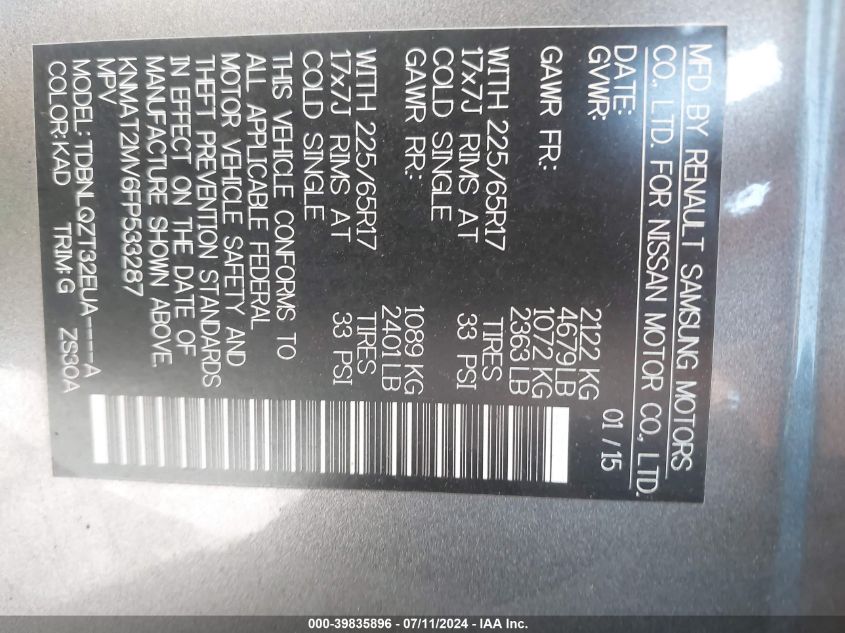 MFD BY RENAULT SAMSUNG MOTORS
CO., LTD. FOR NISSAN MOTOR CO., LTD.
DATE: 01/15
GVWR: 2122 KG
4679LB
GAWR FR: 1072 KG
2363 LB
WITH 225/65R17 TIRES
17x7J RIMS AT 33 PSI
COLD SINGLE
GAWR RR: 1089 KG
2401 LB
WITH 225/65R17 TIRES
17x7J RIMS AT 33 PSI
COLD SINGLE
THIS VEHICLE CONFORMS TO
ALL APPLICABLE FEDERAL
MOTOR VEHICLE SAFETY AND
THEFT PREVENTION STANDARDS
IN EFFECT ON THE DATE OF
MANUFACTURE SHOWN ABOVE.
KNMAT2MV6FP533287
MPV
MODEL: TDBNLQZT32EUA----A
COLOR:KAD TRIM:G ZS30A
000-39835896 - 07/11/2024 - IAA Inc.